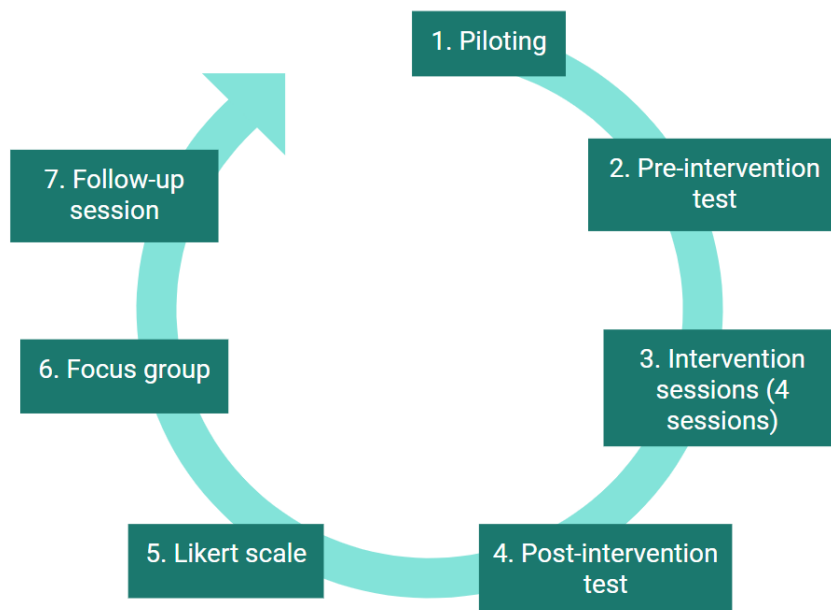 1. Piloting
2. Pre-intervention
test
3. Intervention
sessions (4
sessions)
4. Post-intervention
test
5. Likert scale
6. Focus group
7. Follow-up
session